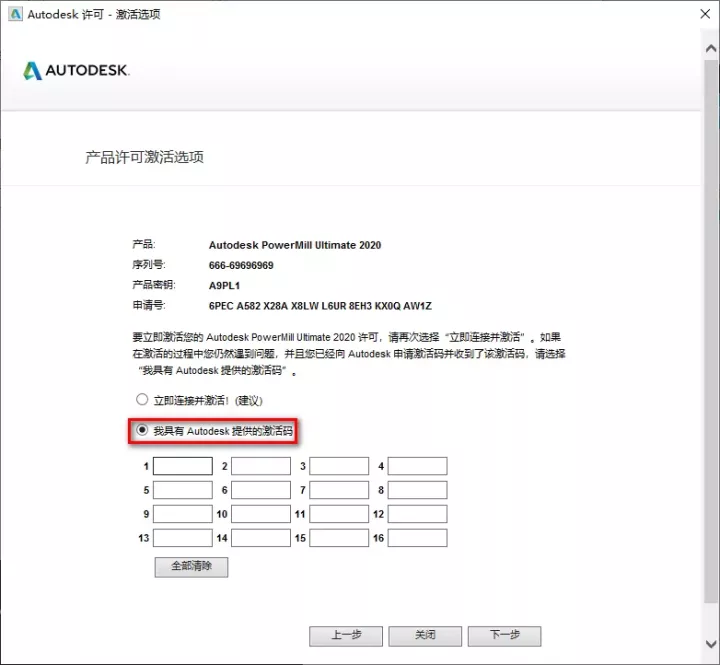 Autodesk 许可 - 激活选项
AUTODESK.
产品许可激活选项
产品: Autodesk PowerMill Ultimate 2020
序列号: 666-69696969
产品密钥: A9PL1
申请号: 6PEC A582 X28A X8LW L6UR 8EH3 KX0Q AW1Z
要立即激活您的 Autodesk PowerMill Ultimate 2020 许可，请再次选择“立即连接并激活”。如果
在激活的过程中您仍然遇到问题，并且您已经向 Autodesk 申请激活码并收到了该激活码，请选择
“我具有 Autodesk 提供的激活码”。
立即连接并激活! (建议)
我具有 Autodesk 提供的激活码
1 2 3 4
5 6 7 8
9 10 11 12
13 14 15 16
全部清除
上一步 关闭 下一步